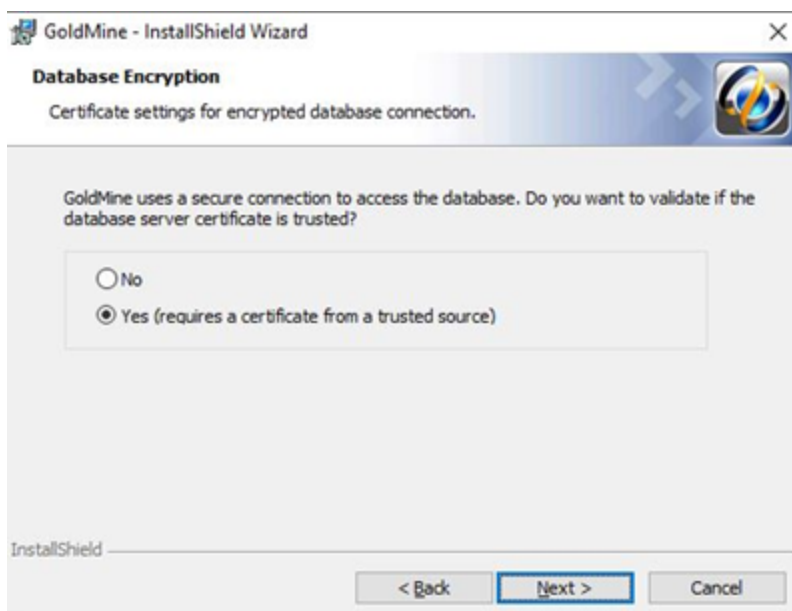 GoldMine - InstallShield Wizard
Database Encryption
Certificate settings for encrypted database connection.
GoldMine uses a secure connection to access the database. Do you want to validate if the
database server certificate is trusted?
No
Yes (requires a certificate from a trusted source)
InstallShield
< Back Next > Cancel